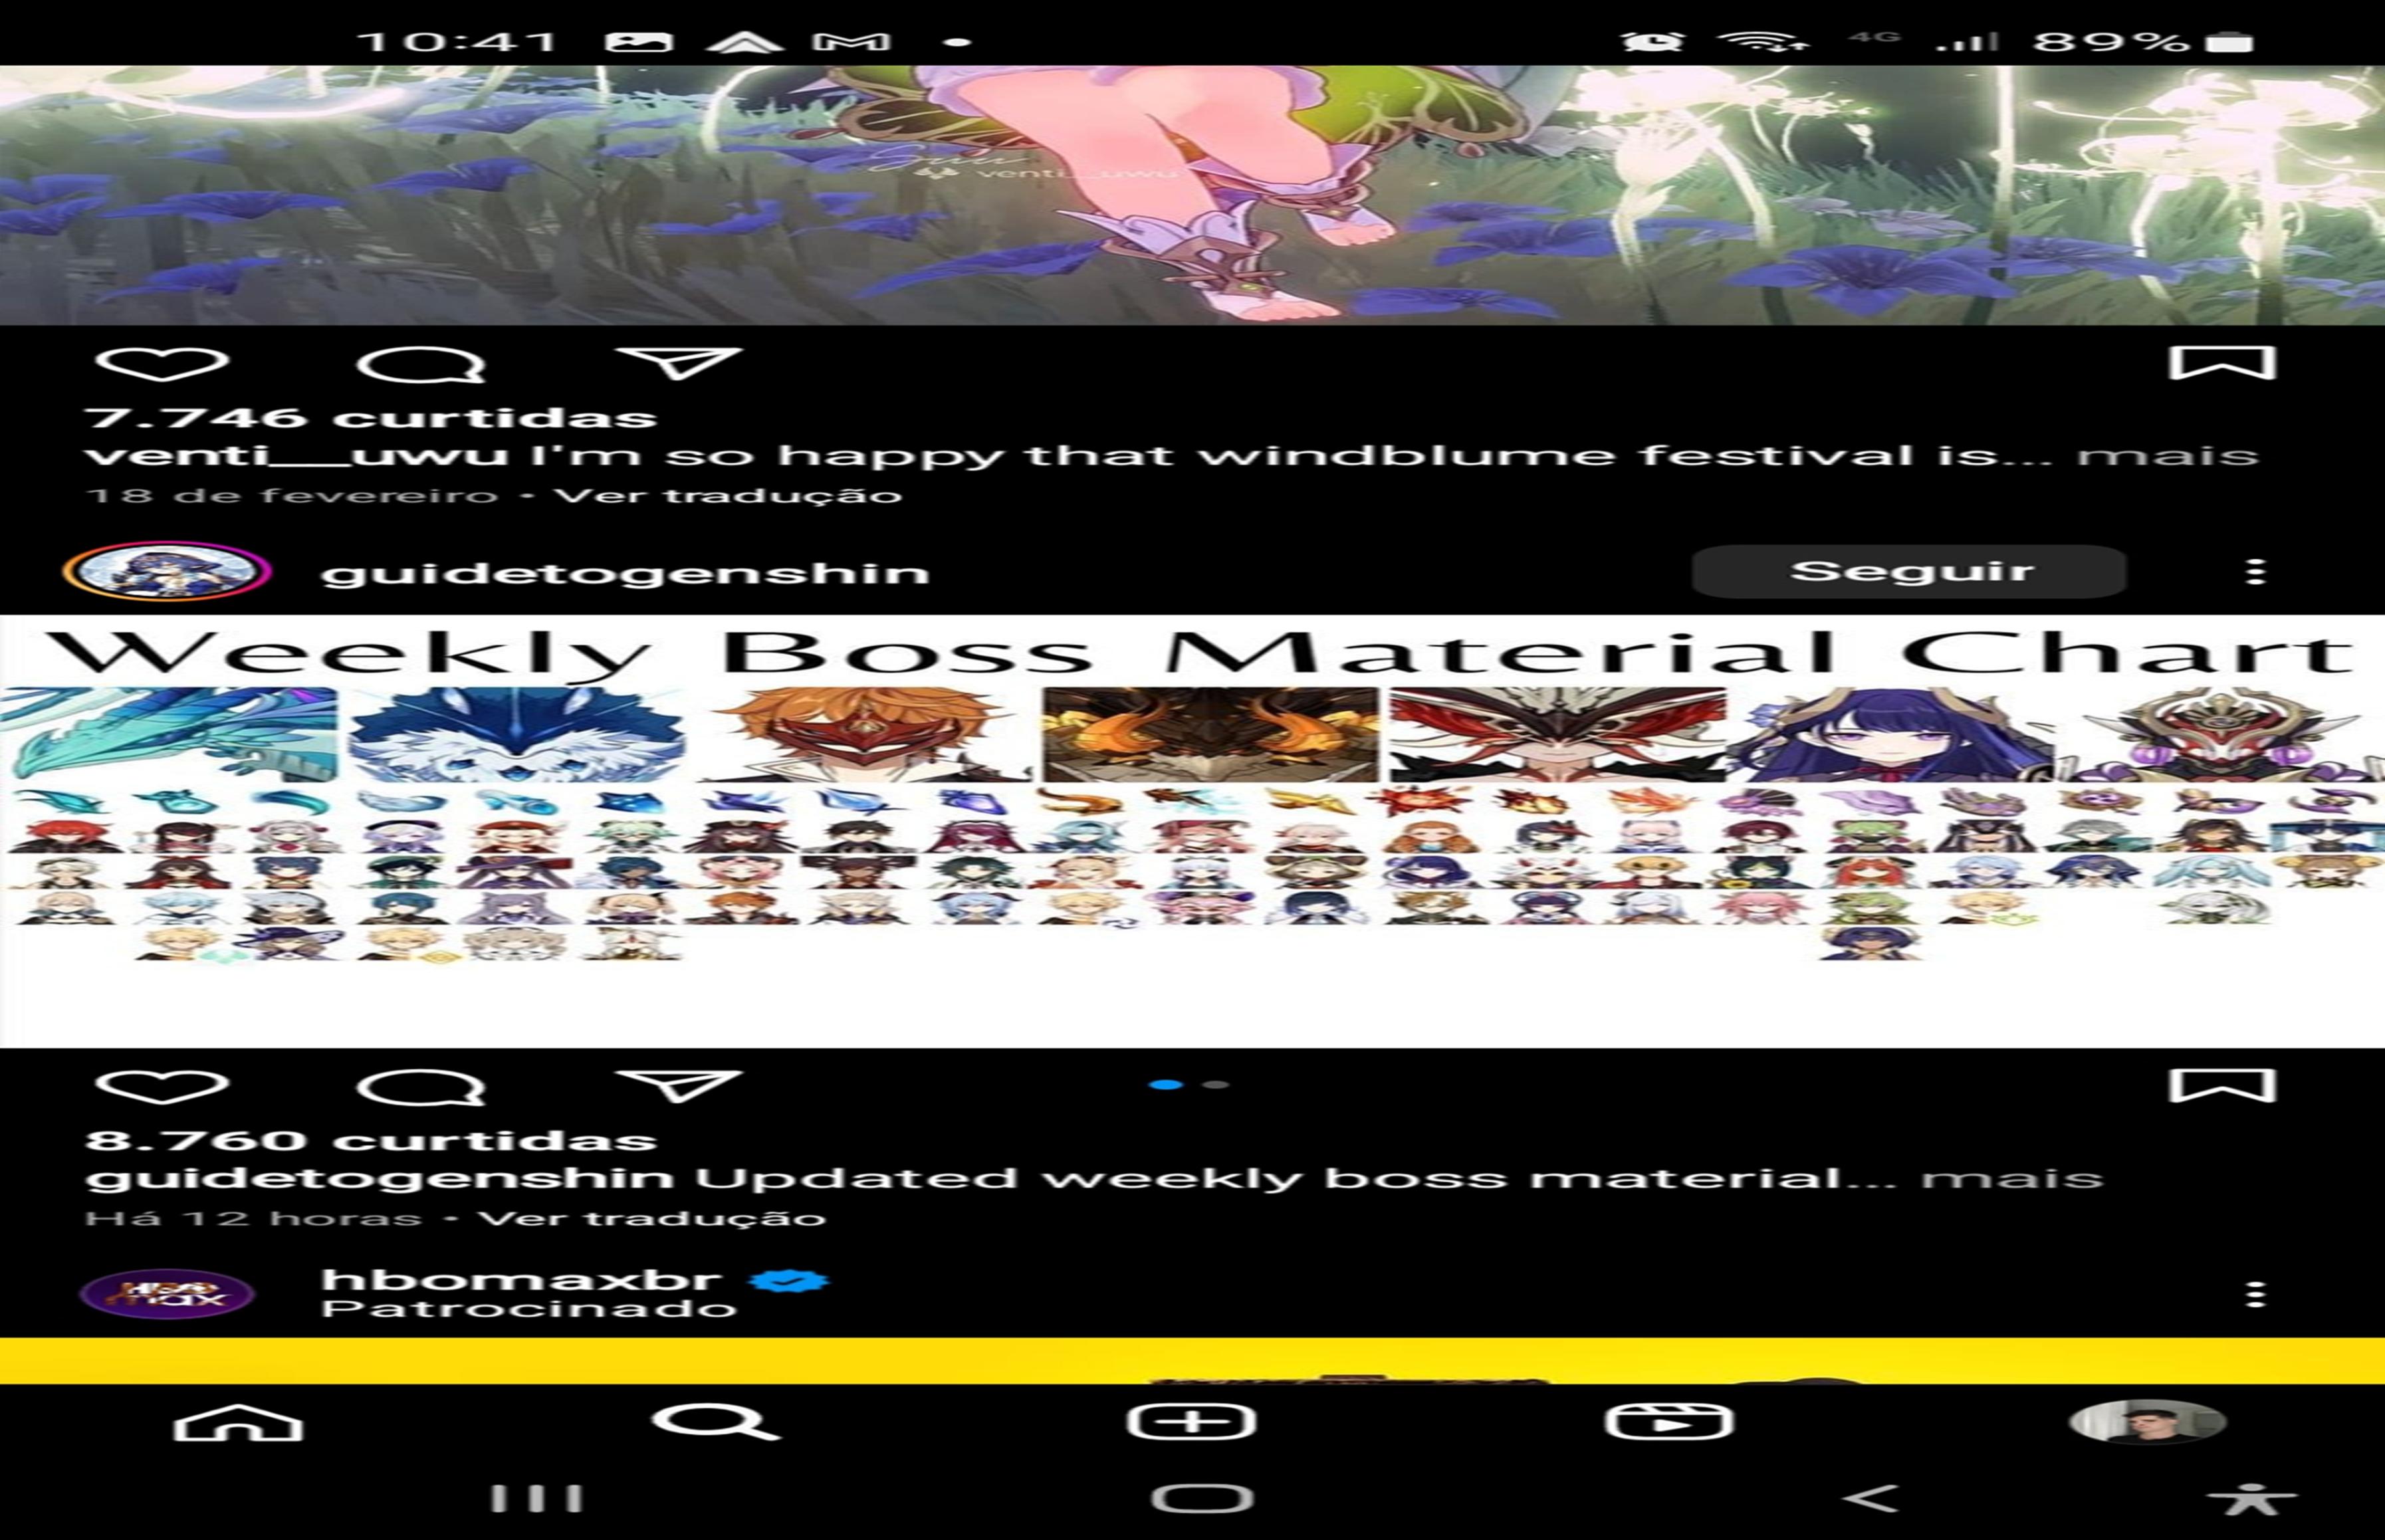 10:41
4G 89%
venti__uwu
7.746 curtidas
venti__uwu I'm so happy that windblume festival is... mais
18 de fevereiro • Ver tradução
guidetogenshin
Seguir
Weekly Boss Material Chart
8.760 curtidas
guidetogenshin Updated weekly boss material... mais
Há 12 horas • Ver tradução
HBO
max
hbomaxbr
Patrocinado